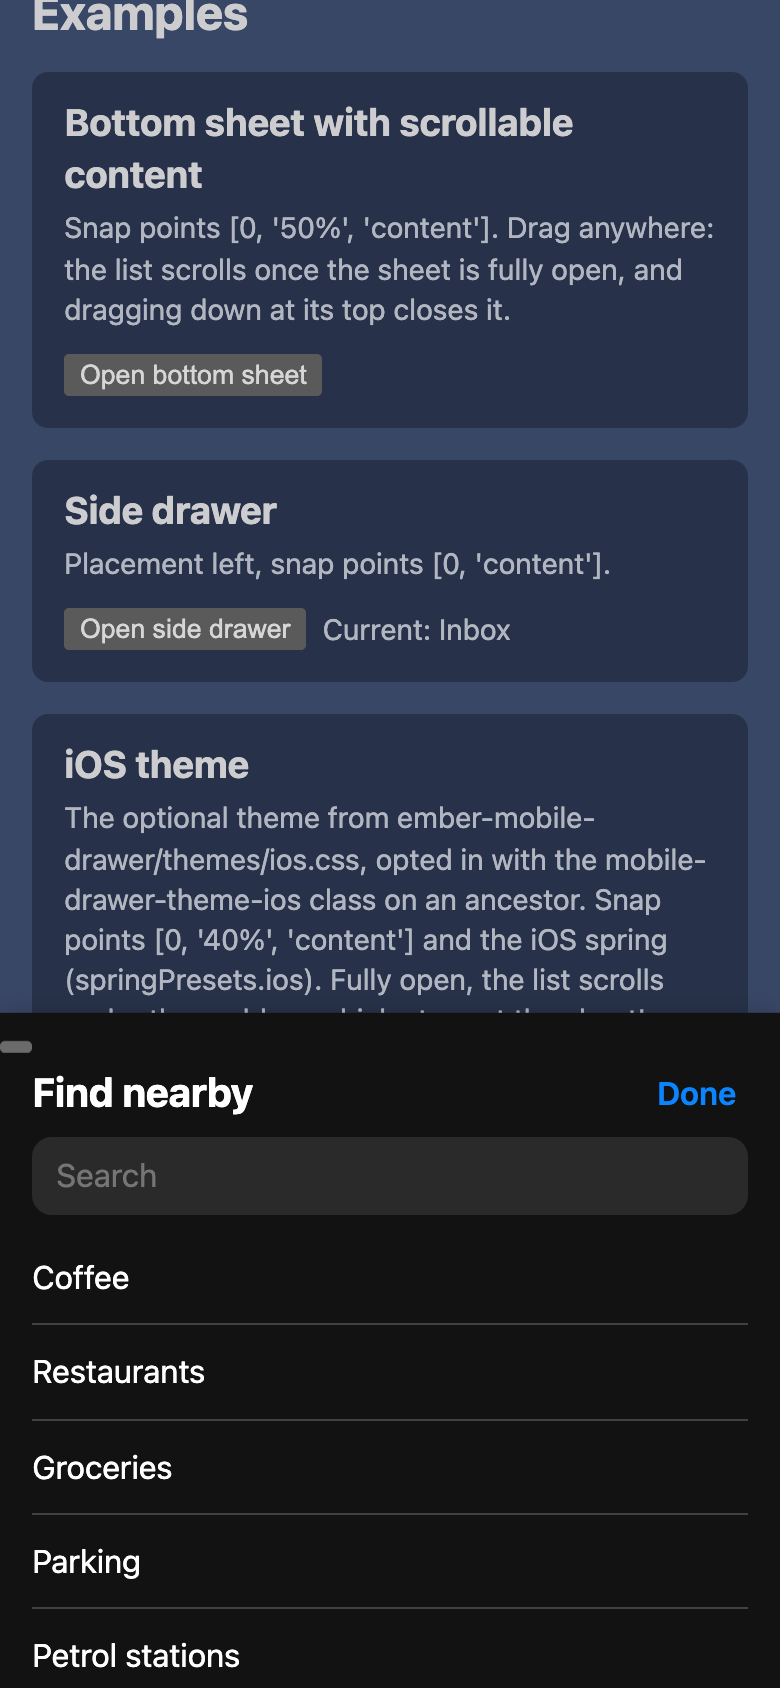 Examples
Bottom sheet with scrollable
content
Snap points [0, '50%', 'content']. Drag anywhere:
the list scrolls once the sheet is fully open, and
dragging down at its top closes it.
Open bottom sheet
Side drawer
Placement left, snap points [0, 'content'].
Open side drawer
Current: Inbox
iOS theme
The optional theme from ember-mobile-
drawer/themes/ios.css, opted in with the mobile-
drawer-theme-ios class on an ancestor. Snap
points [0, '40%', 'content'] and the iOS spring
(springPresets.ios). Fully open, the list scrolls
Find nearby
Done
Search
Coffee
Restaurants
Groceries
Parking
Petrol stations